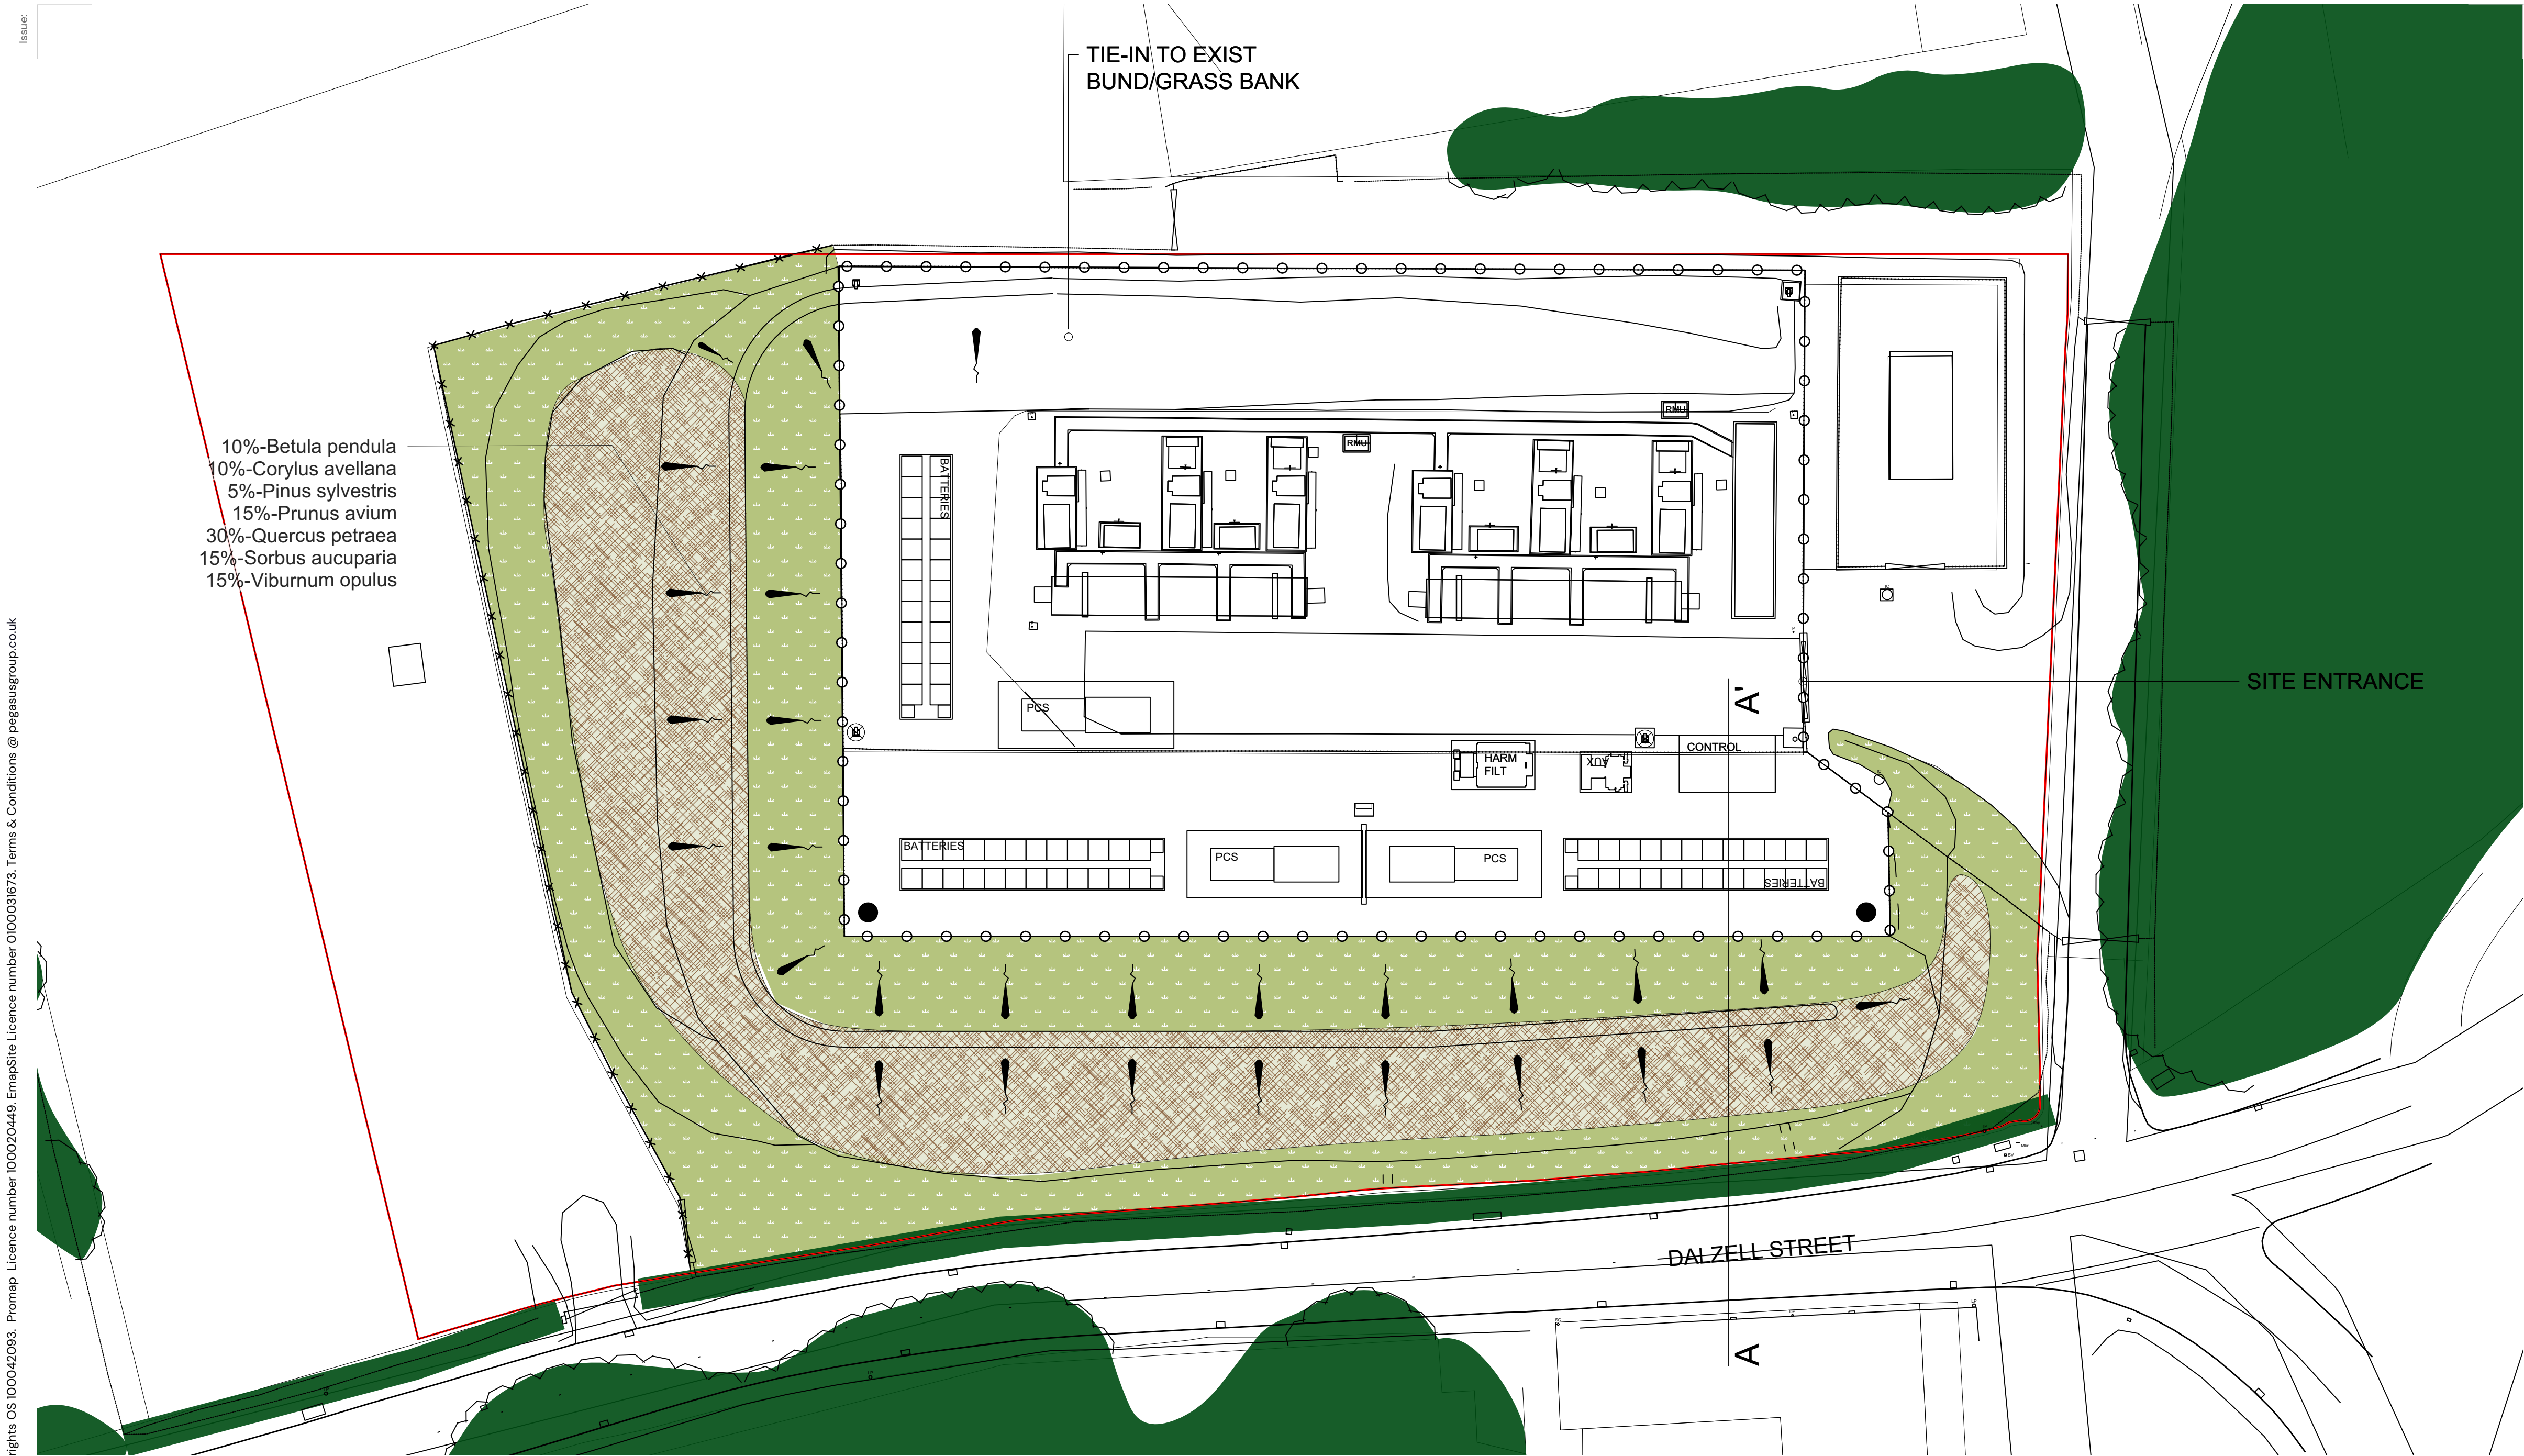 Issue:
TIE-IN TO EXIST
BUND/GRASS BANK
10%-Betula pendula
10%-Corylus avellana
5%-Pinus sylvestris
15%-Prunus avium
30%-Quercus petraea
15%-Sorbus aucuparia
15%-Viburnum opulus
RMU
RMU
BATTERIES
SITE ENTRANCE
A'
PCS
CONTROL
HARM
FILT
AUX
BATTERIES
PCS
PCS
BATTERIES
DALZELL STREET
A
rights OS 100042093. Promap Licence number 100020449. EmapSite Licence number 0100031673. Terms & Conditions @ pegasusgroup.co.uk